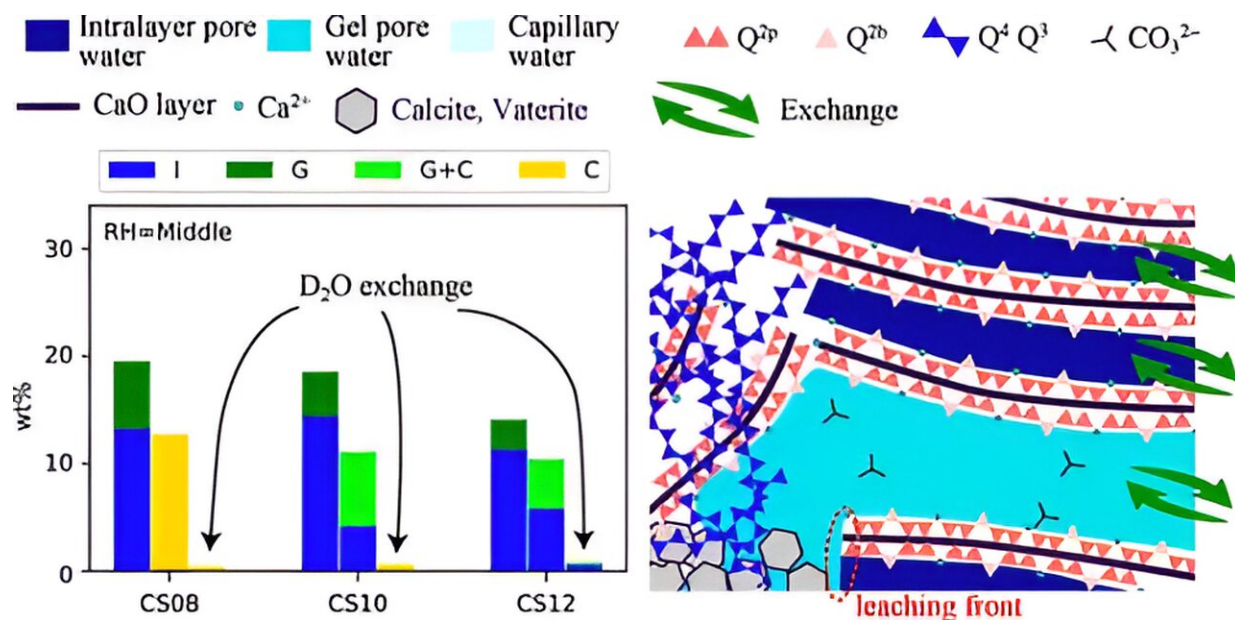 Intralayer pore water
Gel pore water
Capillary water
Q²ᵖ
Q²ᵇ
Q⁴ Q³
CO₃²⁻
CaO layer
Ca²⁺
Calcite, Vaterite
Exchange
I
G
G+C
C
RH=Middle
D₂O exchange
wt%
30
20
10
0
CS08
CS10
CS12
leaching front